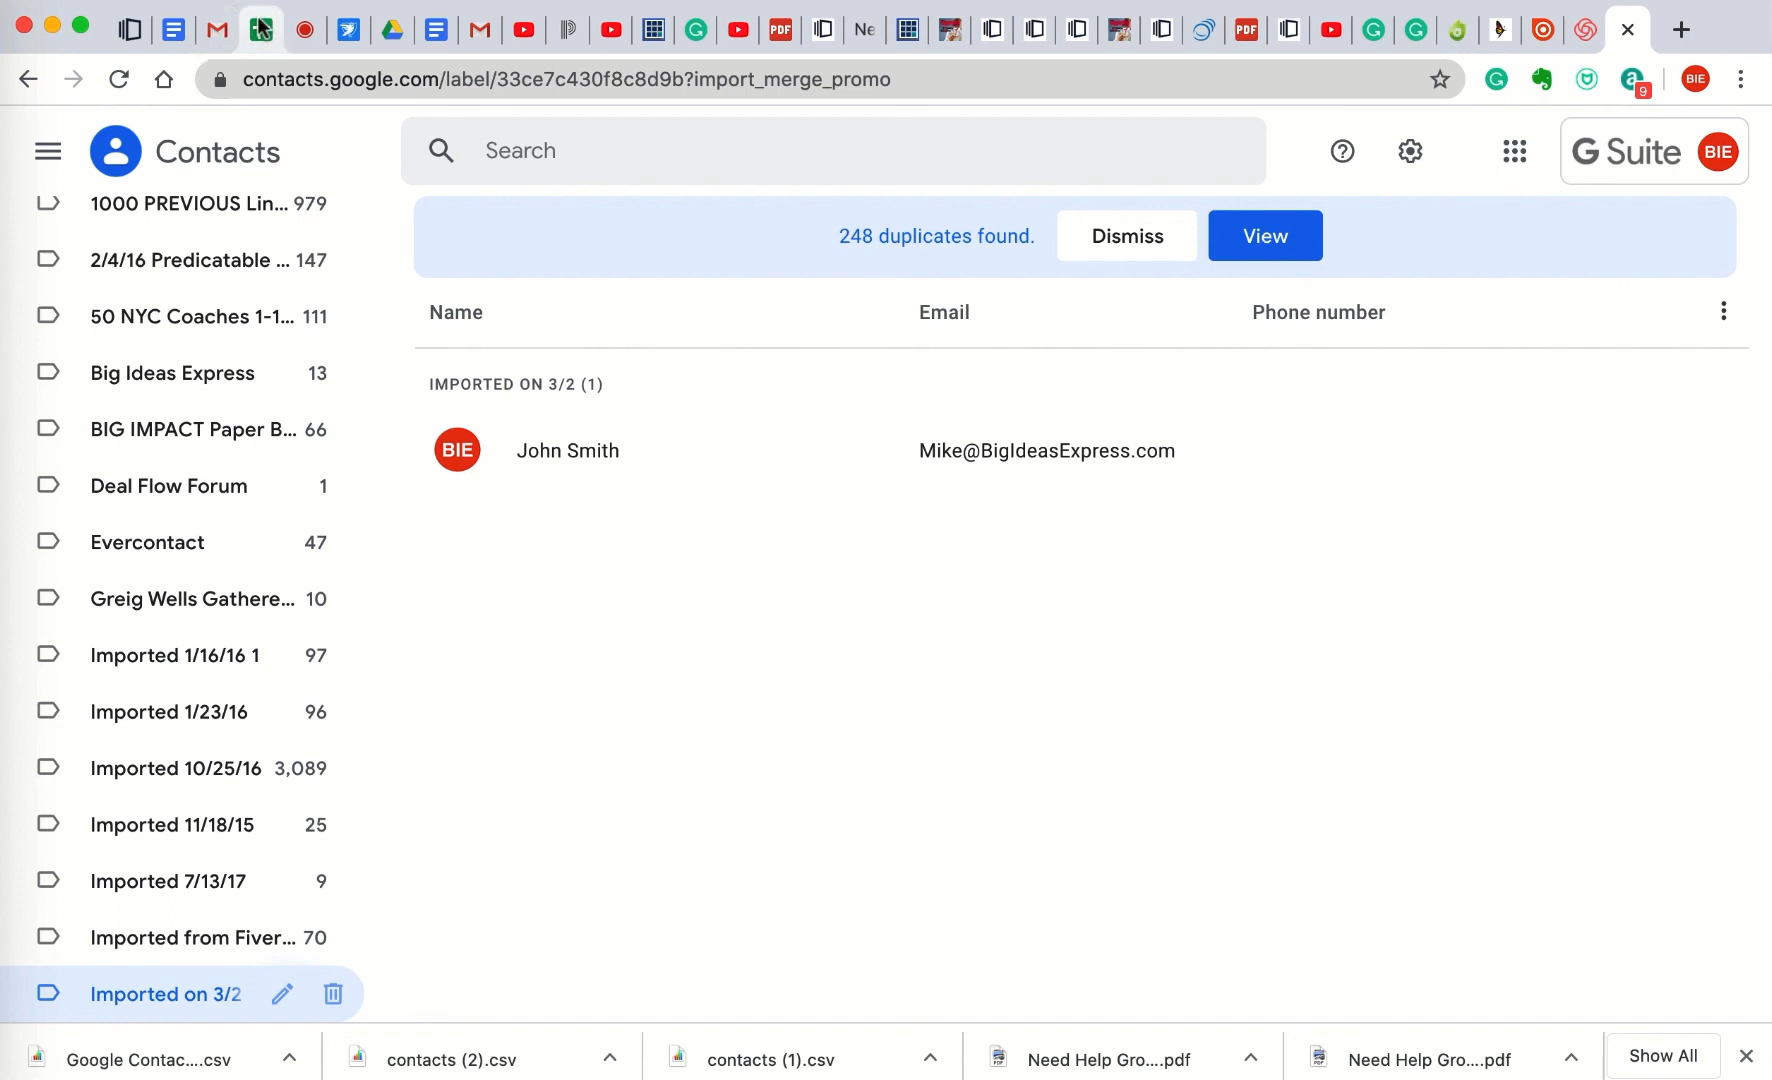 PDF
Ne
PDF
contacts.google.com/label/33ce7c430f8c8d9b?import_merge_promo
9
BIE
Contacts
Search
G Suite
BIE
1000 PREVIOUS Lin... 979
2/4/16 Predicatable ... 147
50 NYC Coaches 1-1... 111
Big Ideas Express 13
BIG IMPACT Paper B... 66
Deal Flow Forum 1
Evercontact 47
Greig Wells Gathere... 10
Imported 1/16/16 1 97
Imported 1/23/16 96
Imported 10/25/16 3,089
Imported 11/18/15 25
Imported 7/13/17 9
Imported from Fiver... 70
Imported on 3/2
248 duplicates found.
Dismiss
View
Name Email Phone number
IMPORTED ON 3/2 (1)
BIE John Smith Mike@BigIdeasExpress.com
Google Contac....csv
contacts (2).csv
contacts (1).csv
Need Help Gro....pdf
Need Help Gro....pdf
Show All